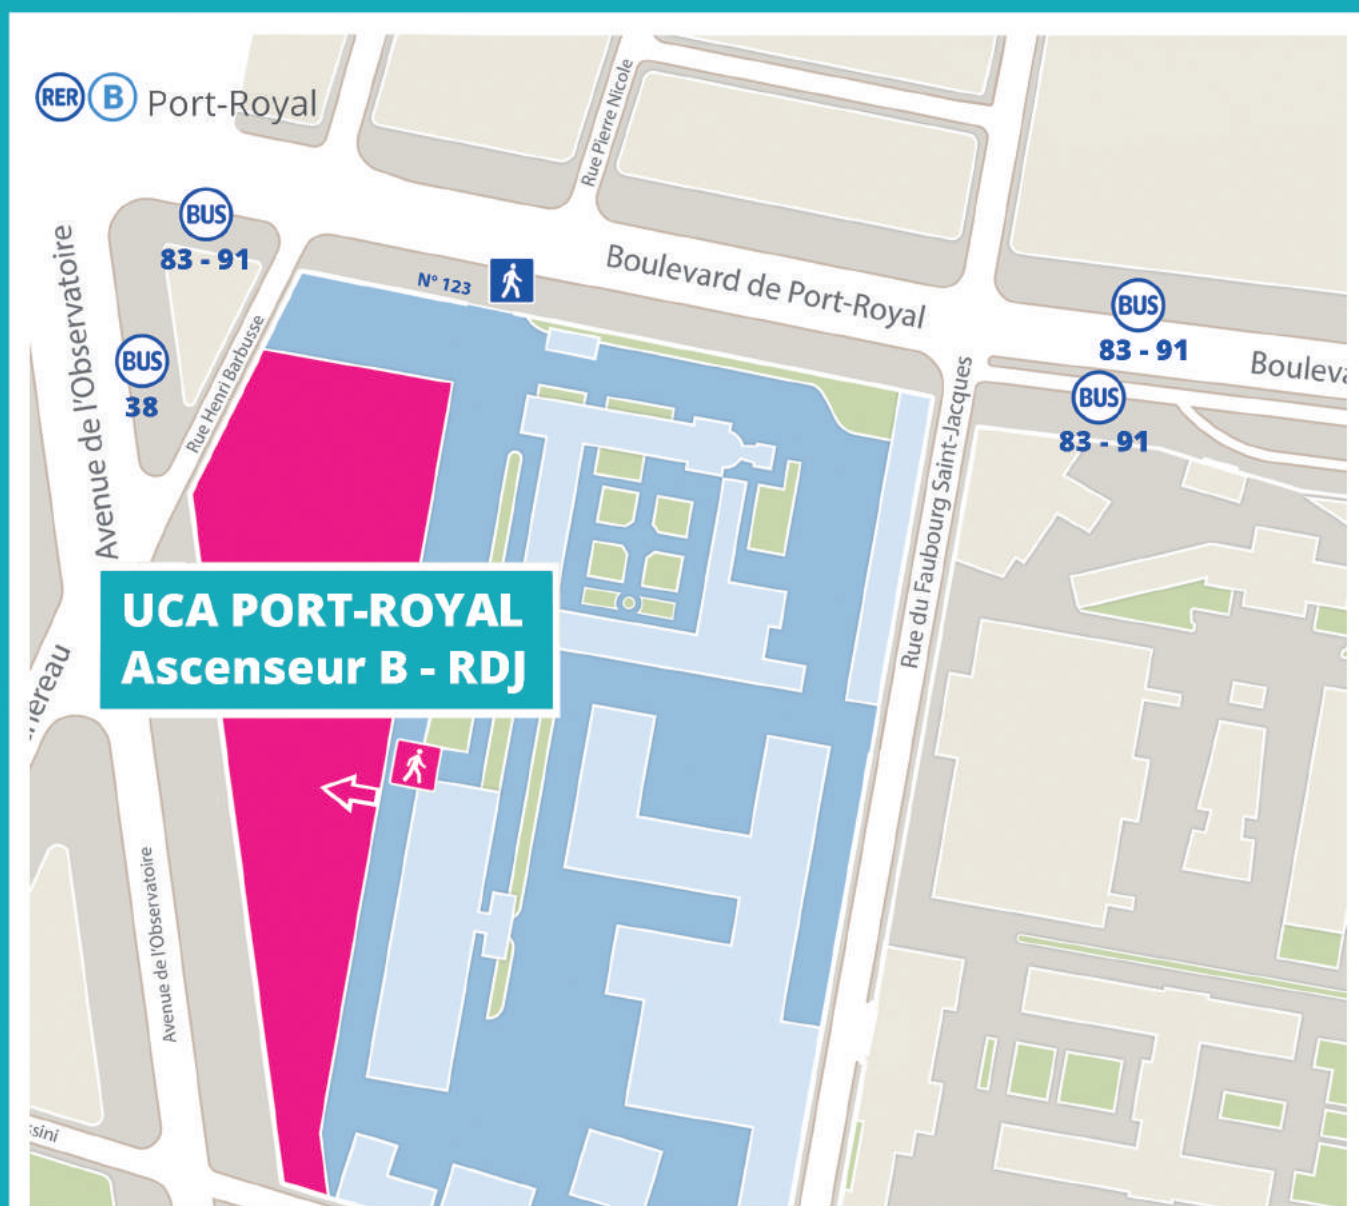 RER B Port-Royal
Rue Pierre Nicole
BUS
83 - 91
Avenue de l'Observatoire
N° 123
Boulevard de Port-Royal
BUS
83 - 91
BUS
38
Rue Henri Barbusse
Rue du Faubourg Saint-Jacques
BUS
83 - 91
UCA PORT-ROYAL
Ascenseur B - RDJ
Avenue de l'Observatoire